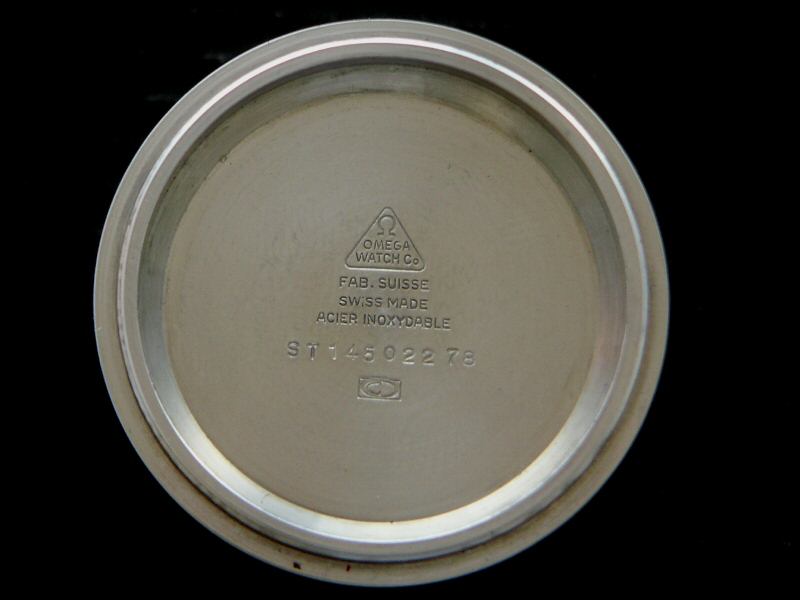 Ω
OMEGA
WATCH Co
FAB. SUISSE
SWISS MADE
ACIER INOXYDABLE
ST 145022 78